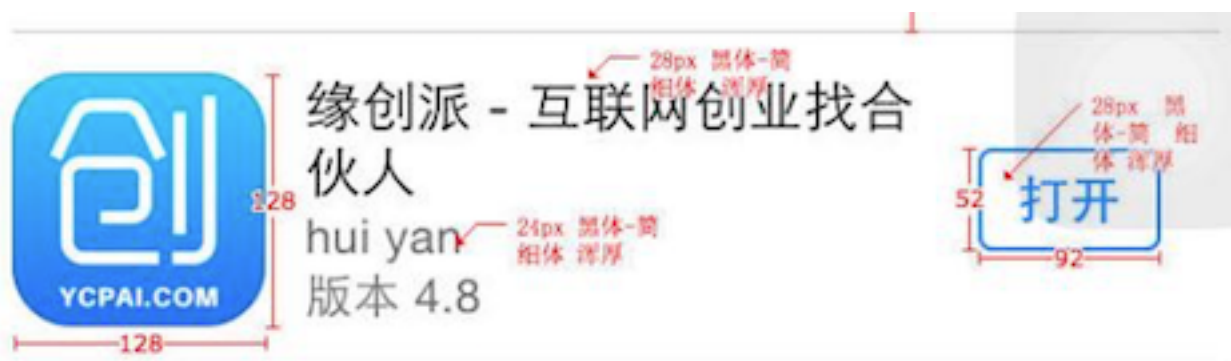 28px 黑体-简
细体 浑厚
缘创派 - 互联网创业找合
伙人
128
hui yan
24px 黑体-简
细体 浑厚
版本 4.8
创
YCPAI.COM
128
28px 黑
体-简 细
体 浑厚
52
打开
92